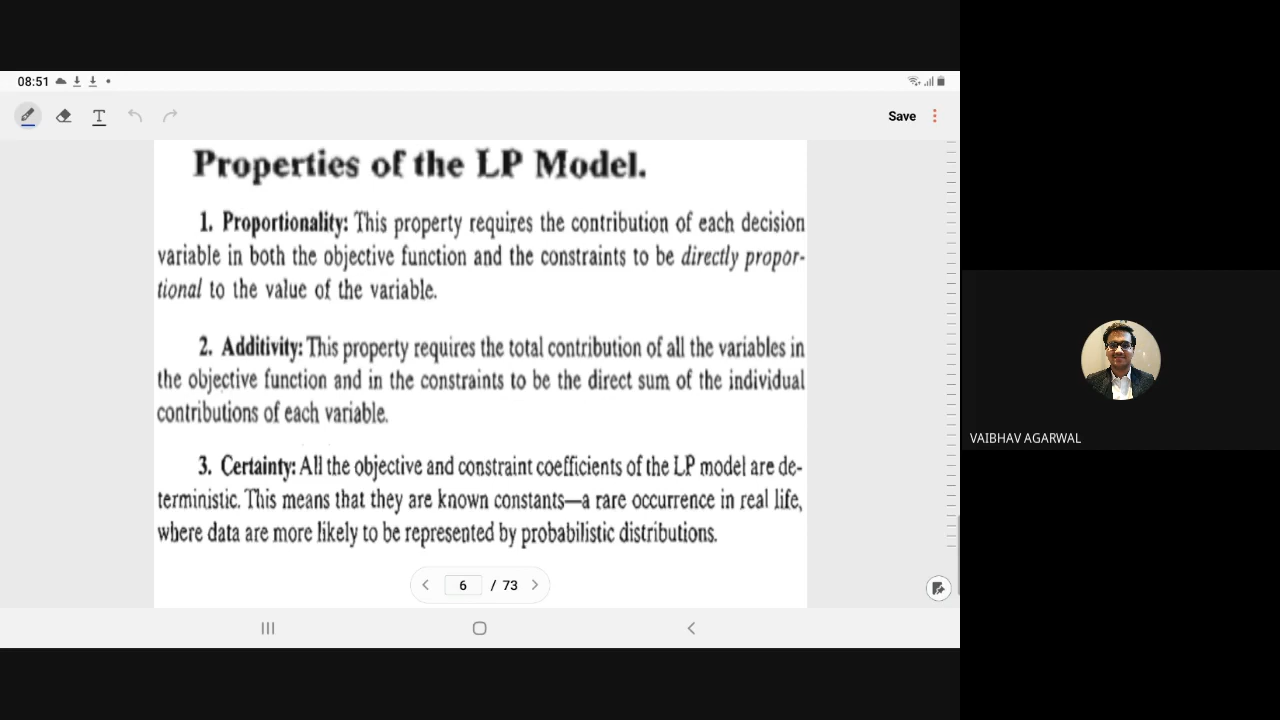 08:51
Save
Properties of the LP Model.
1. Proportionality: This property requires the contribution of each decision
variable in both the objective function and the constraints to be directly propor-
tional to the value of the variable.
2. Additivity: This property requires the total contribution of all the variables in
the objective function and in the constraints to be the direct sum of the individual
contributions of each variable.
3. Certainty: All the objective and constraint coefficients of the LP model are de-
terministic. This means that they are known constants—a rare occurrence in real life,
where data are more likely to be represented by probabilistic distributions.
6 / 73
VAIBHAV AGARWAL